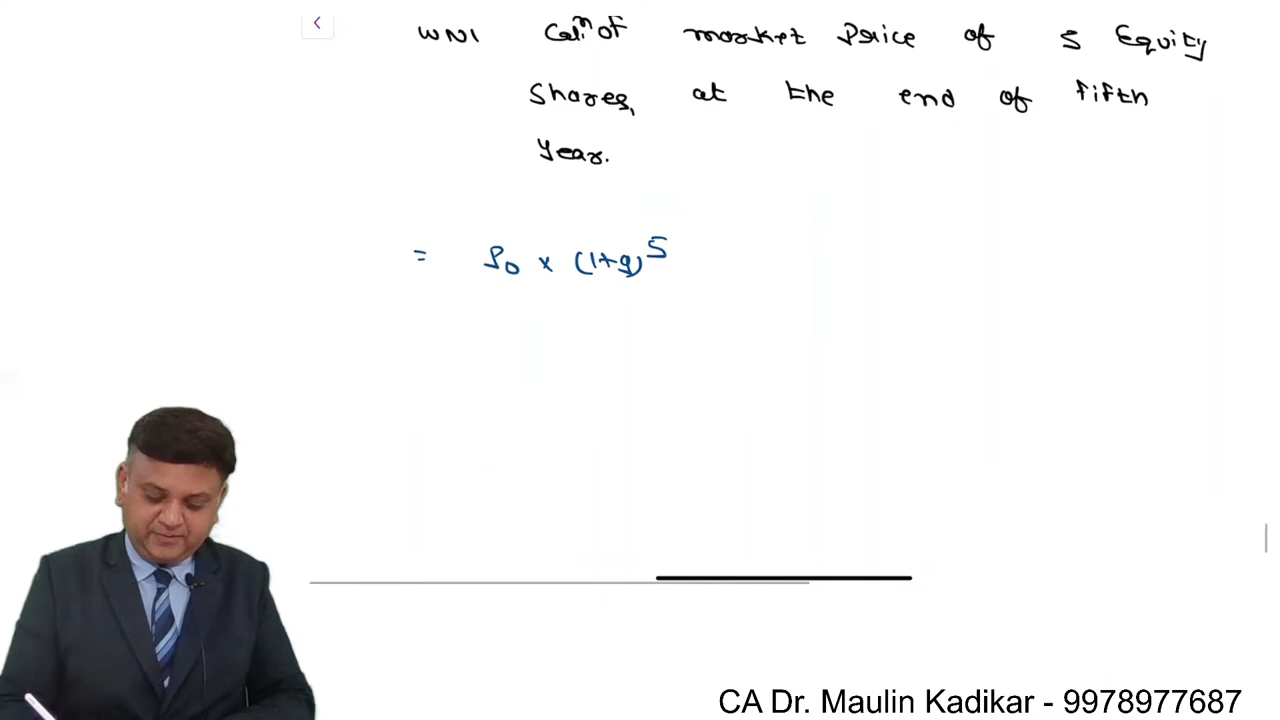 WN1 Calⁿ of market Price of 5 Equity
Shares, at the end of fifth
Year.
= P₀ × (1+g)⁵
CA Dr. Maulin Kadikar - 9978977687